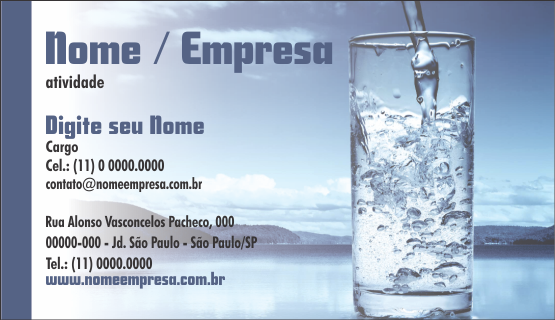 Nome / Empresa
atividade
Digite seu Nome
Cargo
Cel.: (11) 0 0000.0000
contato@nomeempresa.com.br
Rua Alonso Vasconcelos Pacheco, 000
00000-000 - Jd. São Paulo - São Paulo/SP
Tel.: (11) 0000.0000
www.nomeempresa.com.br